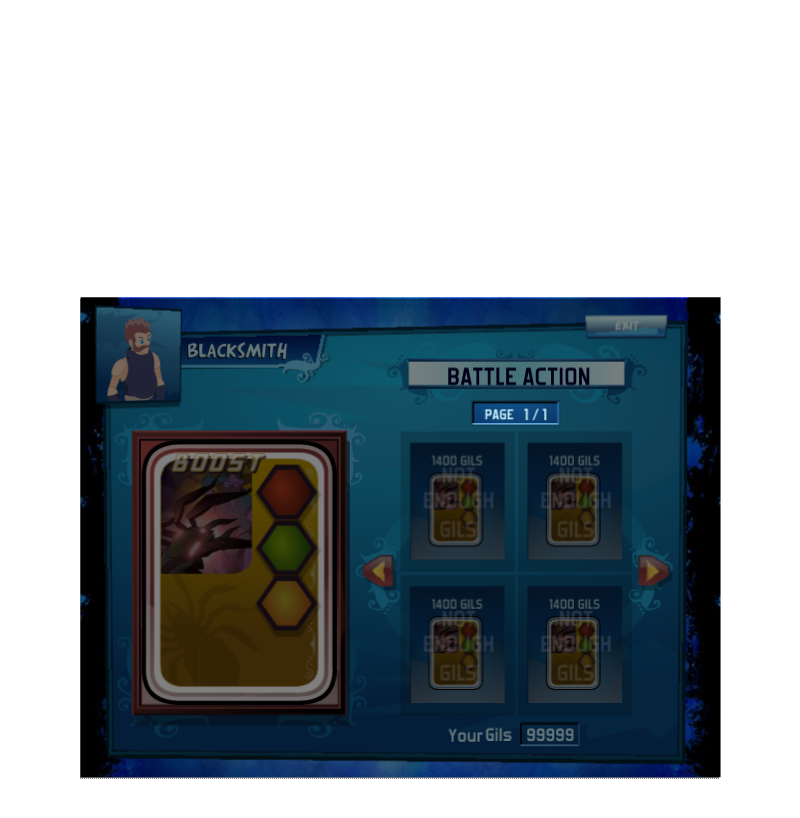 EXIT
BLACKSMITH
BATTLE ACTION
PAGE 1/1
BOOST
1400 GILS
NOT
ENOUGH
GILS
1400 GILS
NOT
ENOUGH
GILS
1400 GILS
NOT
ENOUGH
GILS
1400 GILS
NOT
ENOUGH
GILS
Your Gils 99999